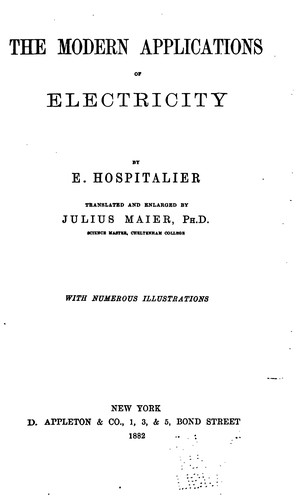 THE MODERN APPLICATIONS
OF
ELECTRICITY
BY
E. HOSPITALIER
TRANSLATED AND ENLARGED BY
JULIUS MAIER, PH.D.
SCIENCE MASTER, CHELTENHAM COLLEGE
WITH NUMEROUS ILLUSTRATIONS
NEW YORK
D. APPLETON & CO., 1, 3, & 5, BOND STREET
1882